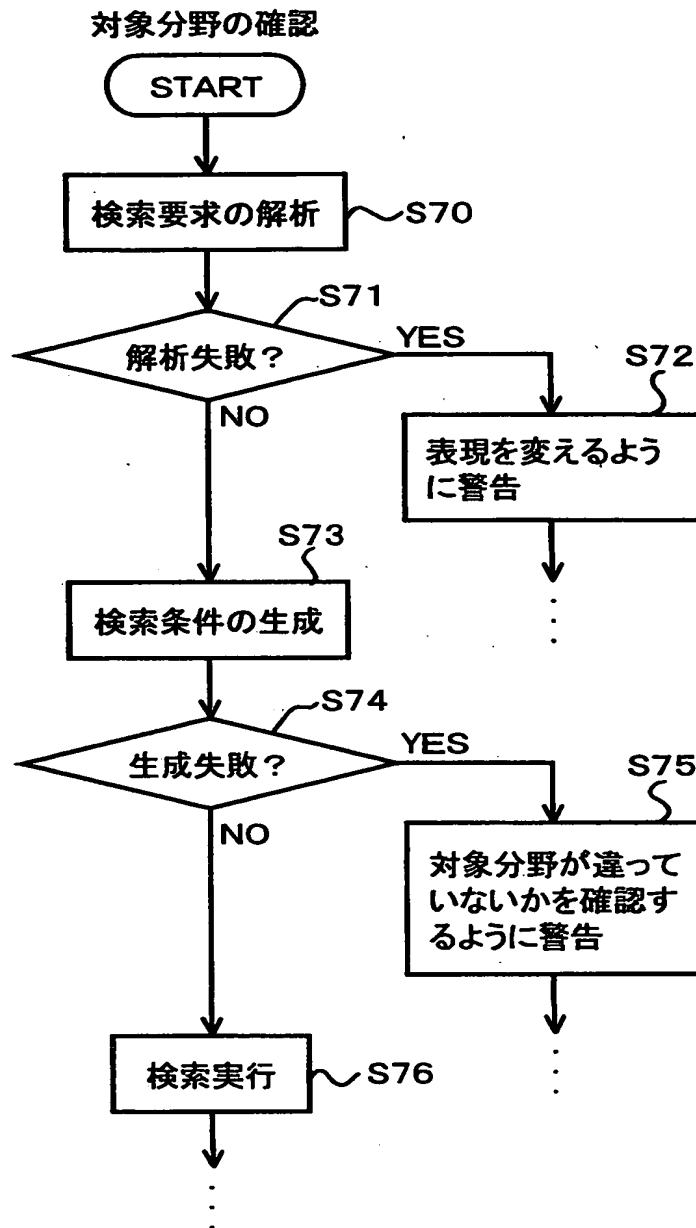 対象分野の確認
START
検索要求の解析
S70
S71
解析失敗?
YES
NO
S72
表現を変えるよう
に警告
S73
検索条件の生成
S74
生成失敗?
YES
NO
S75
対象分野が違って
いないかを確認す
るように警告
検索実行
S76